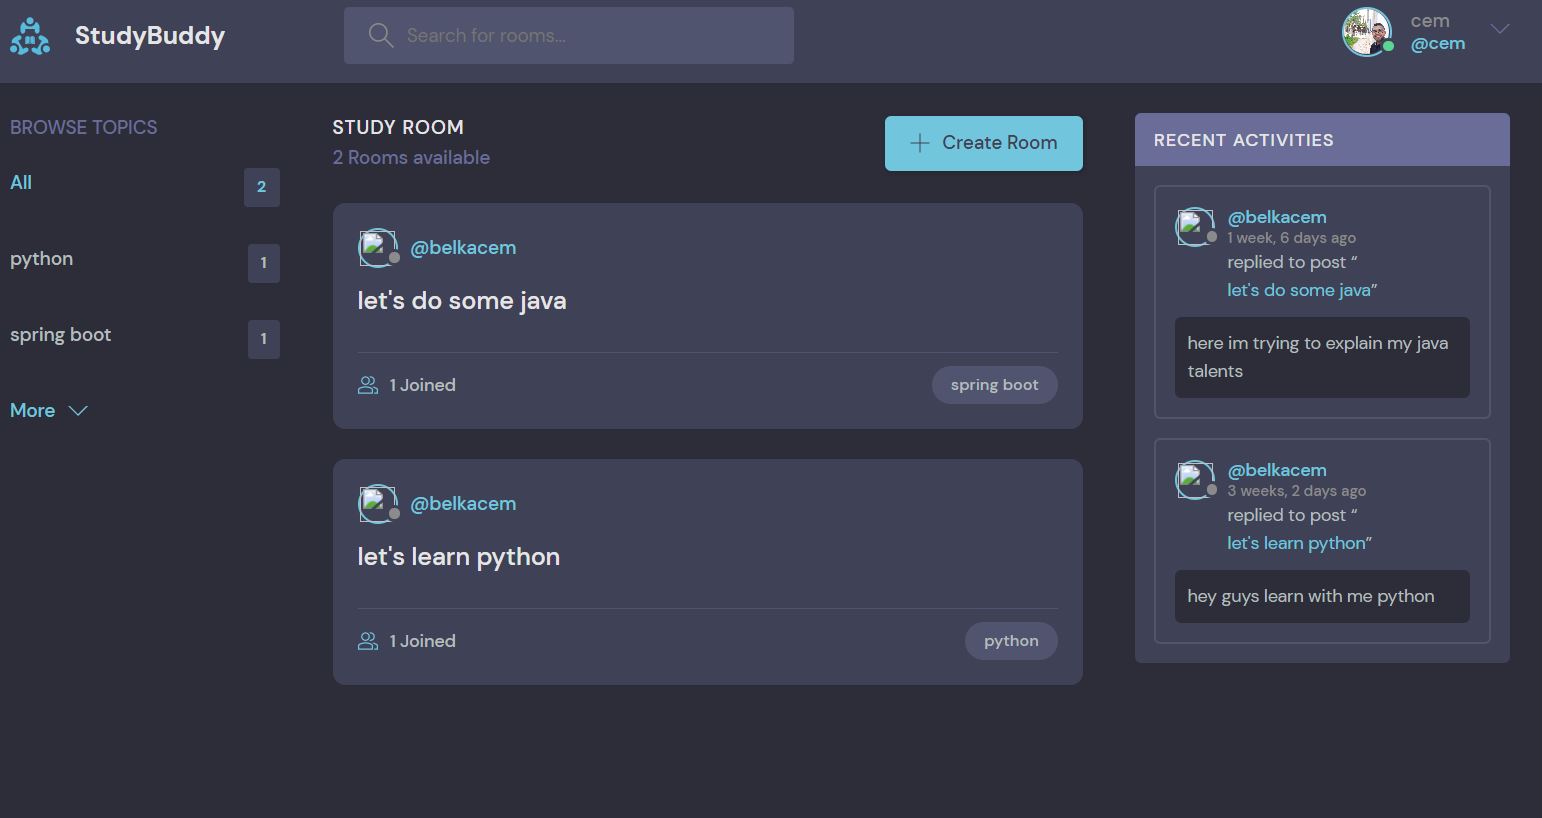 StudyBuddy
Search for rooms...
cem
@cem
BROWSE TOPICS
All
2
python
1
spring boot
1
More
STUDY ROOM
2 Rooms available
Create Room
@belkacem
let's do some java
1 Joined
spring boot
@belkacem
let's learn python
1 Joined
python
RECENT ACTIVITIES
@belkacem
1 week, 6 days ago
replied to post “
let's do some java”
here im trying to explain my java
talents
@belkacem
3 weeks, 2 days ago
replied to post “
let's learn python”
hey guys learn with me python